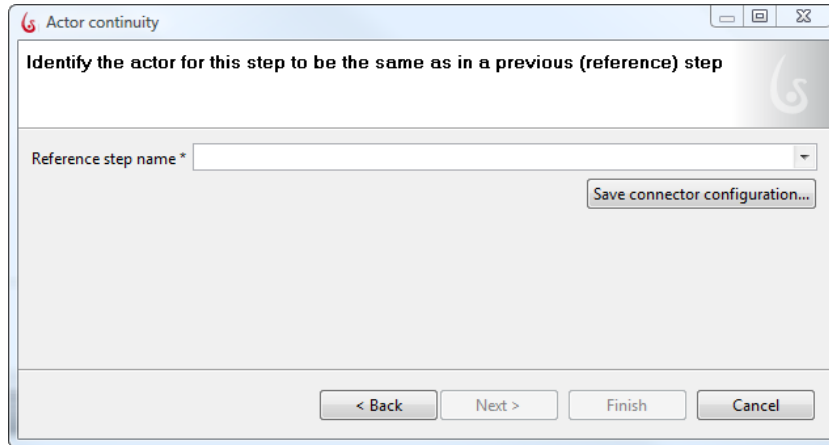 Actor continuity
Identify the actor for this step to be the same as in a previous (reference) step
Reference step name *
Save connector configuration...
< Back Next > Finish Cancel